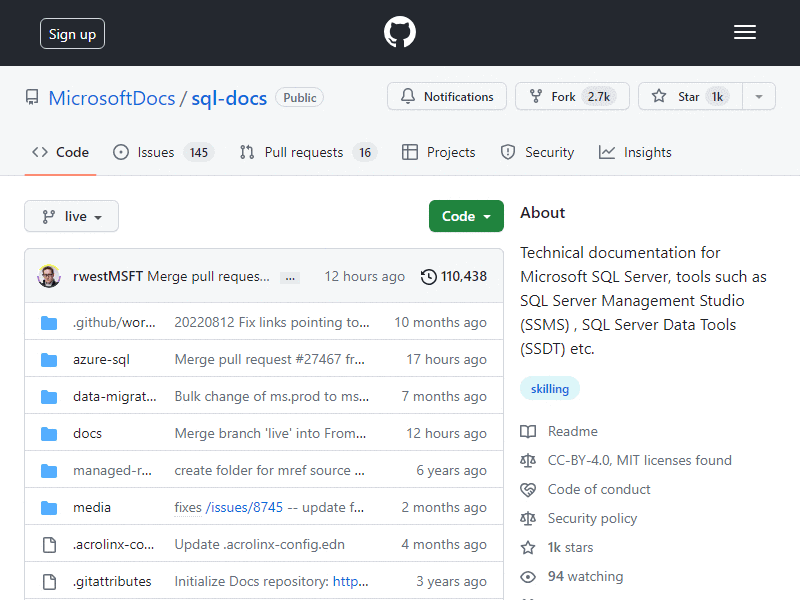 Sign up
MicrosoftDocs / sql-docs Public
Notifications Fork 2.7k Star 1k
Code Issues 145 Pull requests 16 Projects Security Insights
live Code
rwestMSFT Merge pull reques... ... 12 hours ago 110,438
.github/wor... 20220812 Fix links pointing to... 10 months ago
azure-sql Merge pull request #27467 fr... 17 hours ago
data-migrat... Bulk change of ms.prod to ms... 7 months ago
docs Merge branch 'live' into From... 12 hours ago
managed-r... create folder for mref source ... 6 years ago
media fixes /issues/8745 -- update f... 2 months ago
.acrolinx-co... Update .acrolinx-config.edn 4 months ago
.gitattributes Initialize Docs repository: http... 3 years ago
About
Technical documentation for
Microsoft SQL Server, tools such as
SQL Server Management Studio
(SSMS) , SQL Server Data Tools
(SSDT) etc.
skilling
Readme
CC-BY-4.0, MIT licenses found
Code of conduct
Security policy
1k stars
94 watching